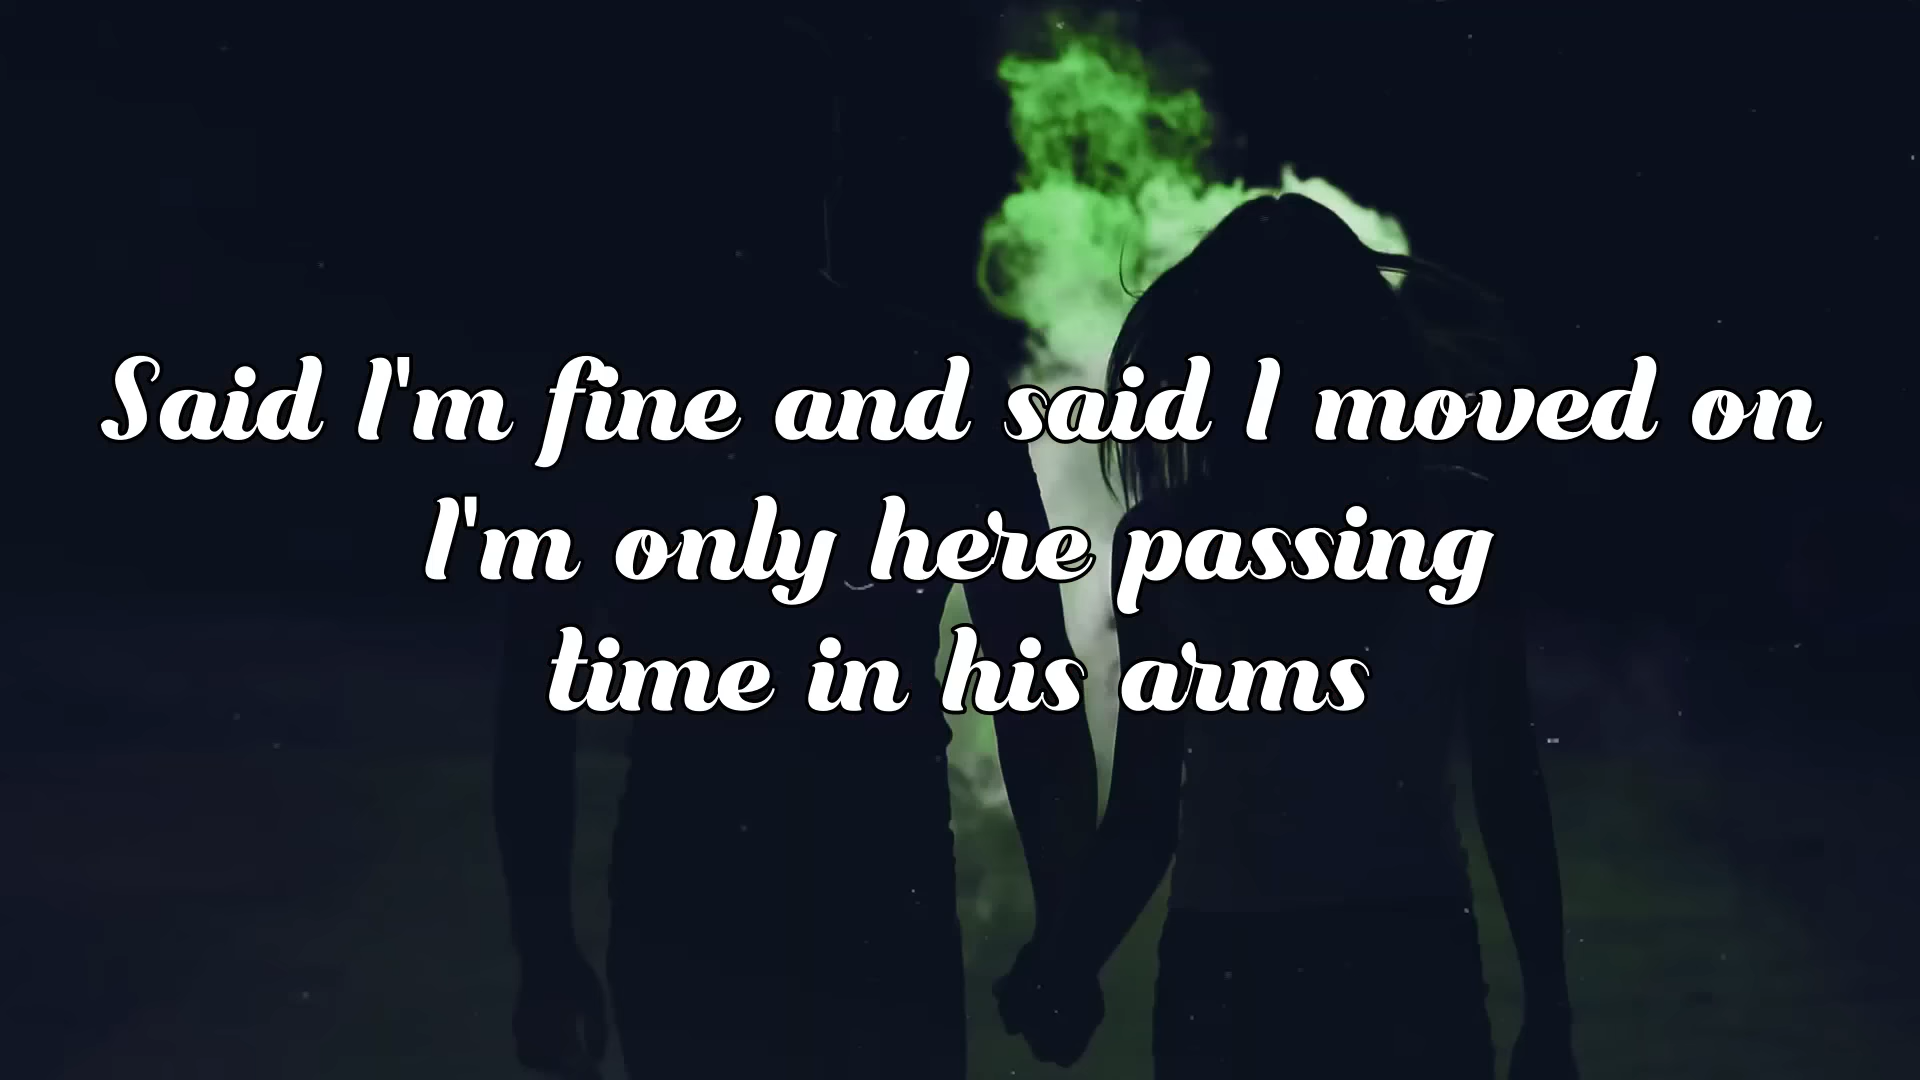 Said I'm fine and said I moved on
I'm only here passing
time in his arms